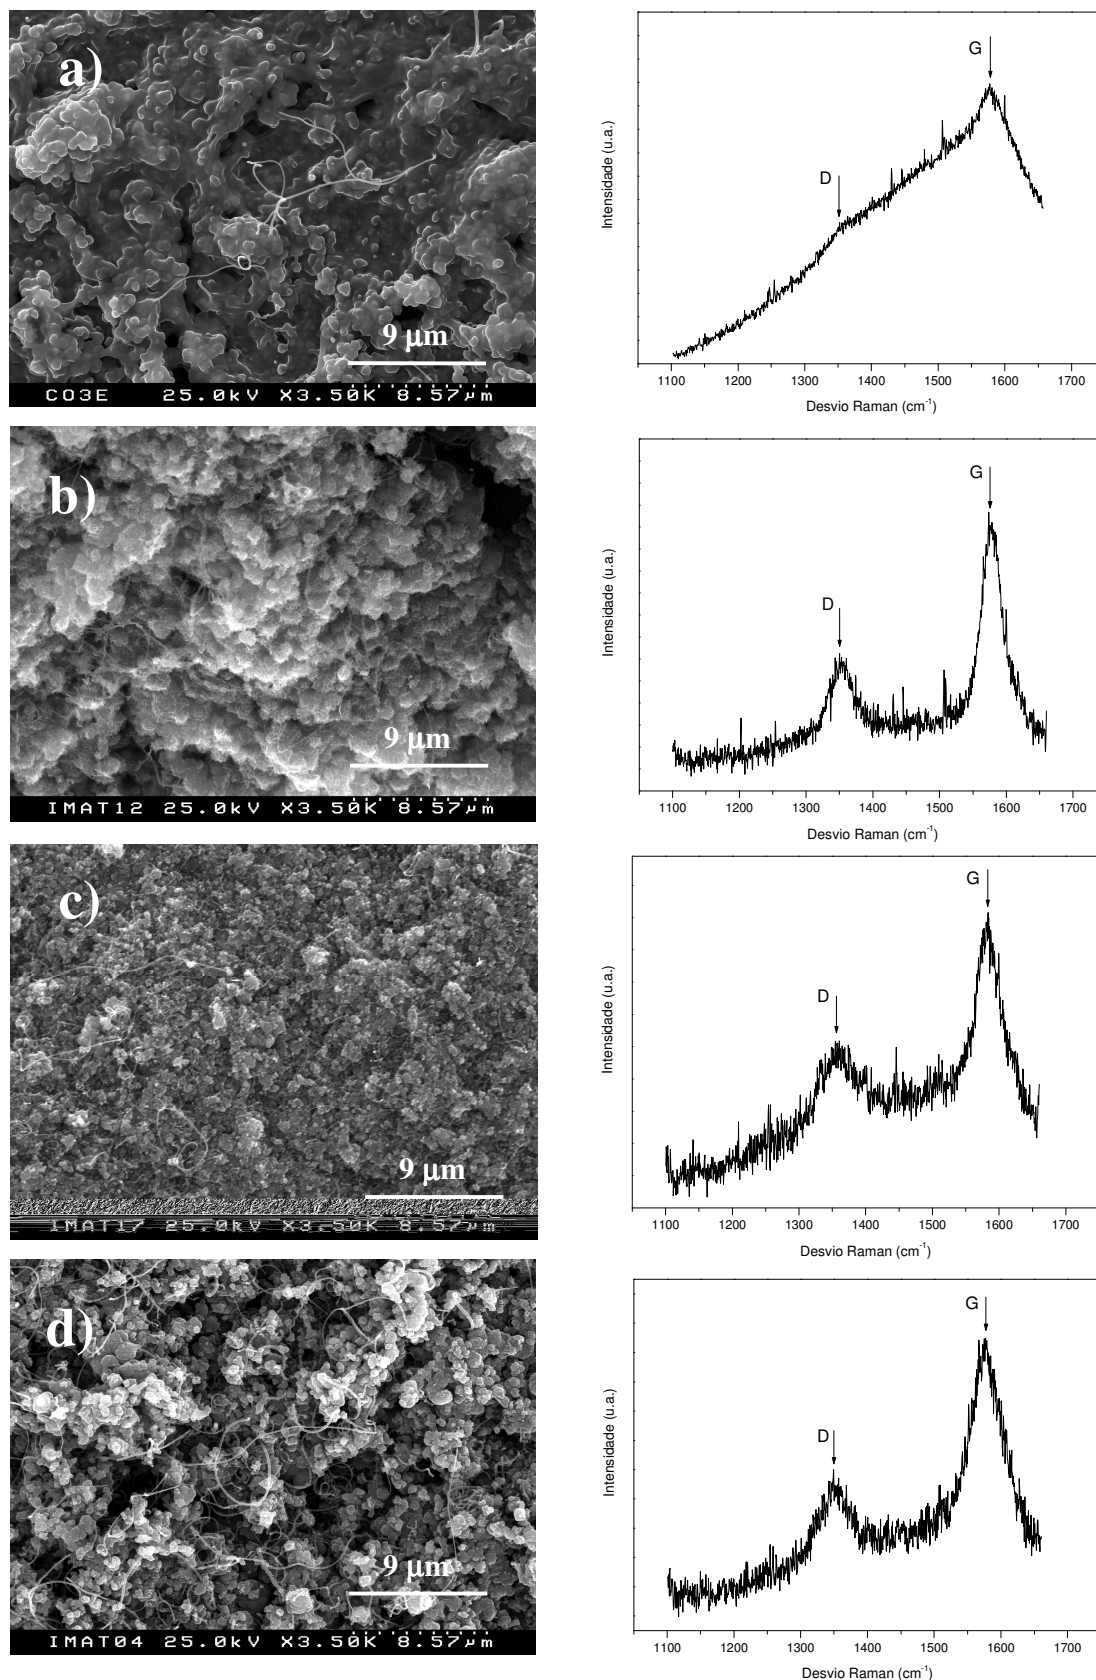 a)
9 µm
CO3E 25.0kV X3.50K 8.57µm
G
D
Intensidade (u.a.)
1100 1200 1300 1400 1500 1600 1700
Desvio Raman (cm⁻¹)
b)
9 µm
IMAT12 25.0kV X3.50K 8.57µm
G
D
Intensidade (u.a.)
1100 1200 1300 1400 1500 1600 1700
Desvio Raman (cm⁻¹)
c)
9 µm
IMAT17 25.0kV X3.50K 8.57µm
G
D
Intensidade (u.a.)
1100 1200 1300 1400 1500 1600 1700
Desvio Raman (cm⁻¹)
d)
9 µm
IMAT04 25.0kV X3.50K 8.57µm
G
D
Intensidade (u.a.)
1100 1200 1300 1400 1500 1600 1700
Desvio Raman (cm⁻¹)